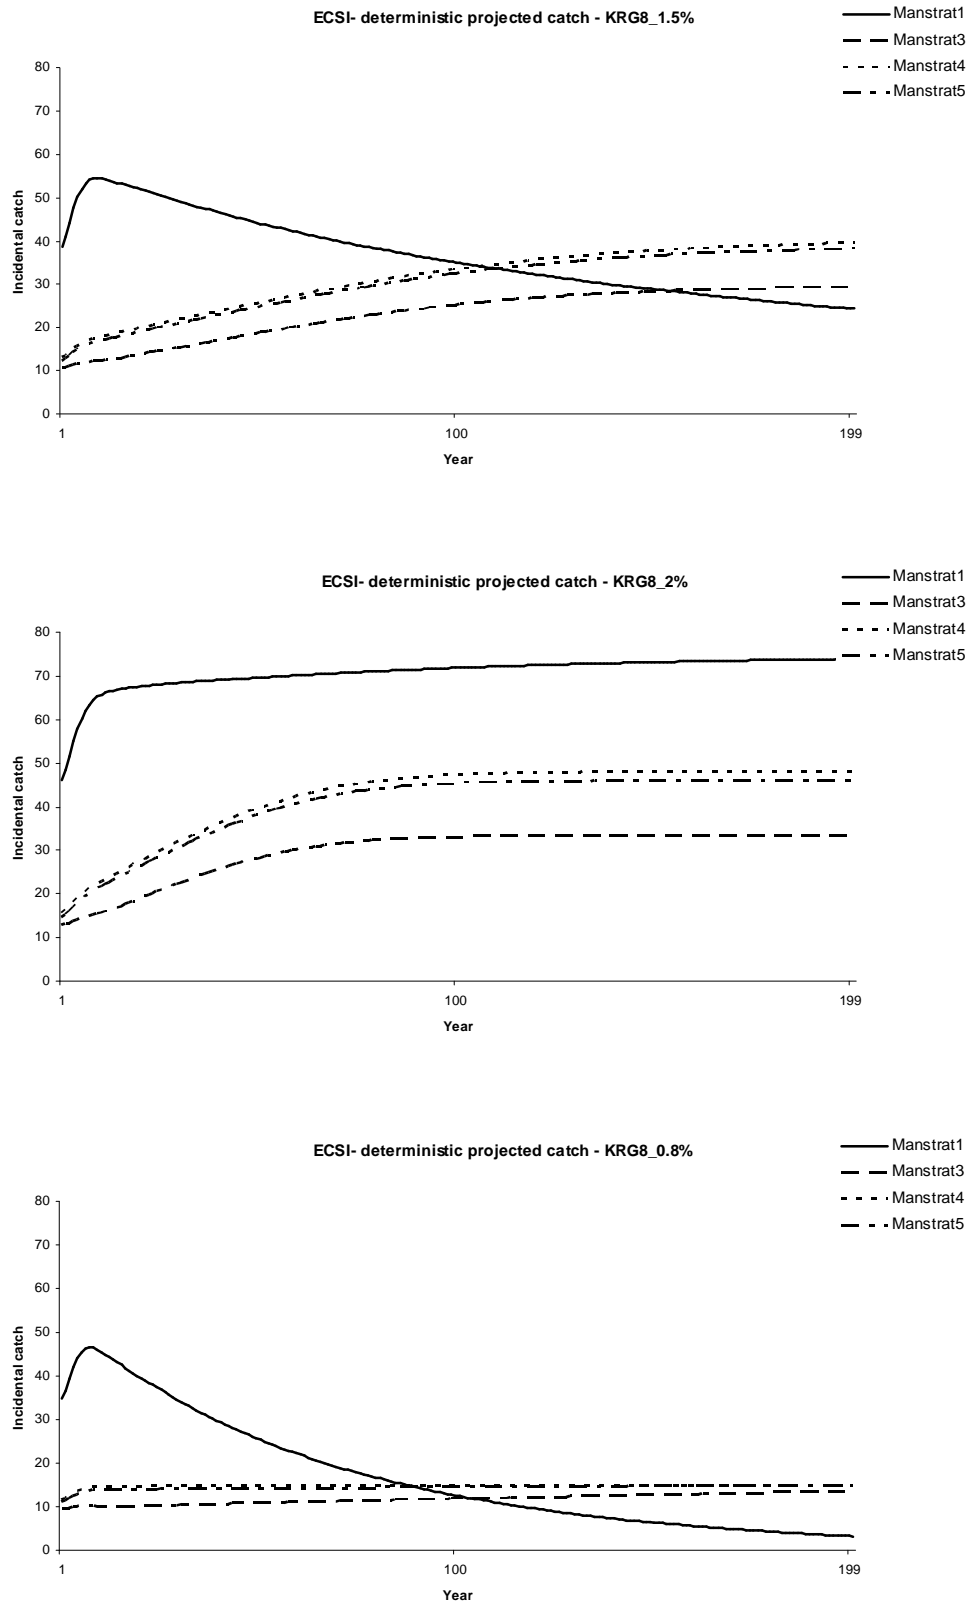 ECSI- deterministic projected catch - KRG8_1.5%
Manstrat1
Manstrat3
Manstrat4
Manstrat5
80
70
60
50
40
30
20
10
0
Incidental catch
1
100
199
Year
ECSI- deterministic projected catch - KRG8_2%
Manstrat1
Manstrat3
Manstrat4
Manstrat5
80
70
60
50
40
30
20
10
0
Incidental catch
1
100
199
Year
ECSI- deterministic projected catch - KRG8_0.8%
Manstrat1
Manstrat3
Manstrat4
Manstrat5
80
70
60
50
40
30
20
10
0
Incidental catch
1
100
199
Year